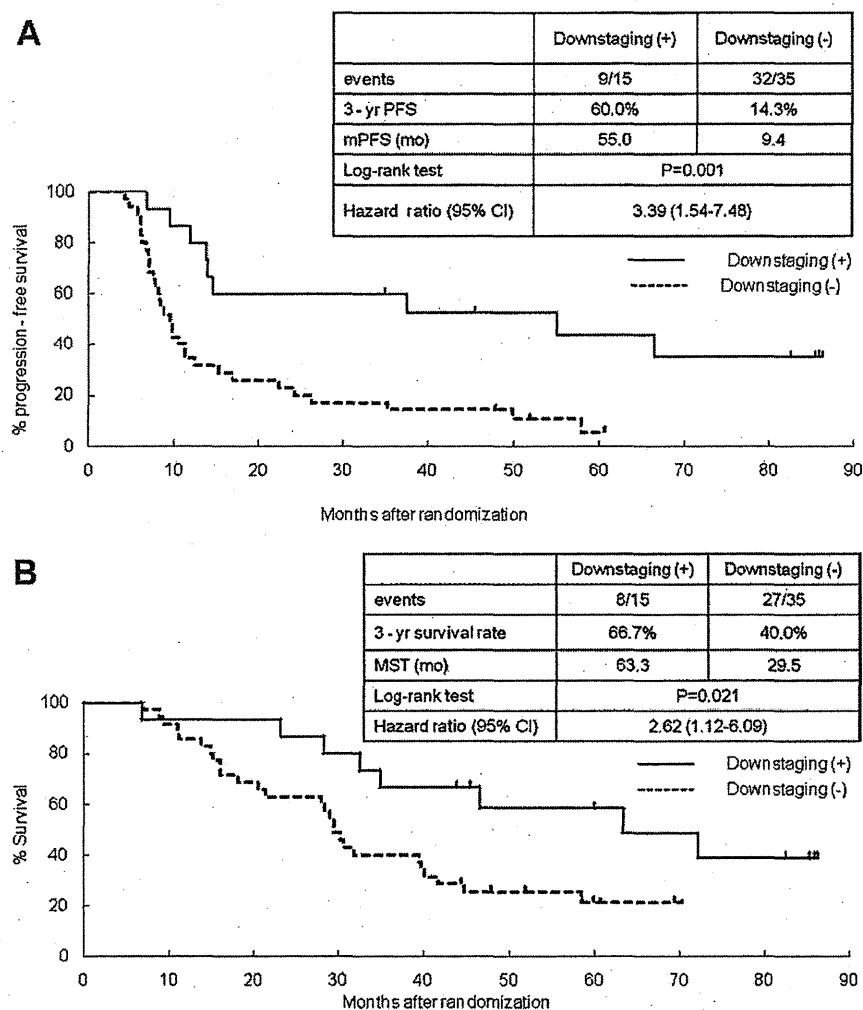 A
Downstaging (+) Downstaging (-)
events 9/15 32/35
3 - yr PFS 60.0% 14.3%
mPFS (mo) 55.0 9.4
Log-rank test P=0.001
Hazard ratio (95% CI) 3.39 (1.54-7.48)
Downstaging (+)
Downstaging (-)
% progression - free survival
100
80
60
40
20
0
0 10 20 30 40 50 60 70 80 90
Months after randomization
B
Downstaging (+) Downstaging (-)
events 8/15 27/35
3 - yr survival rate 66.7% 40.0%
MST (mo) 63.3 29.5
Log-rank test P=0.021
Hazard ratio (95% CI) 2.62 (1.12-6.09)
Downstaging (+)
Downstaging (-)
% Survival
100
80
60
40
20
0
0 10 20 30 40 50 60 70 80 90
Months after randomization